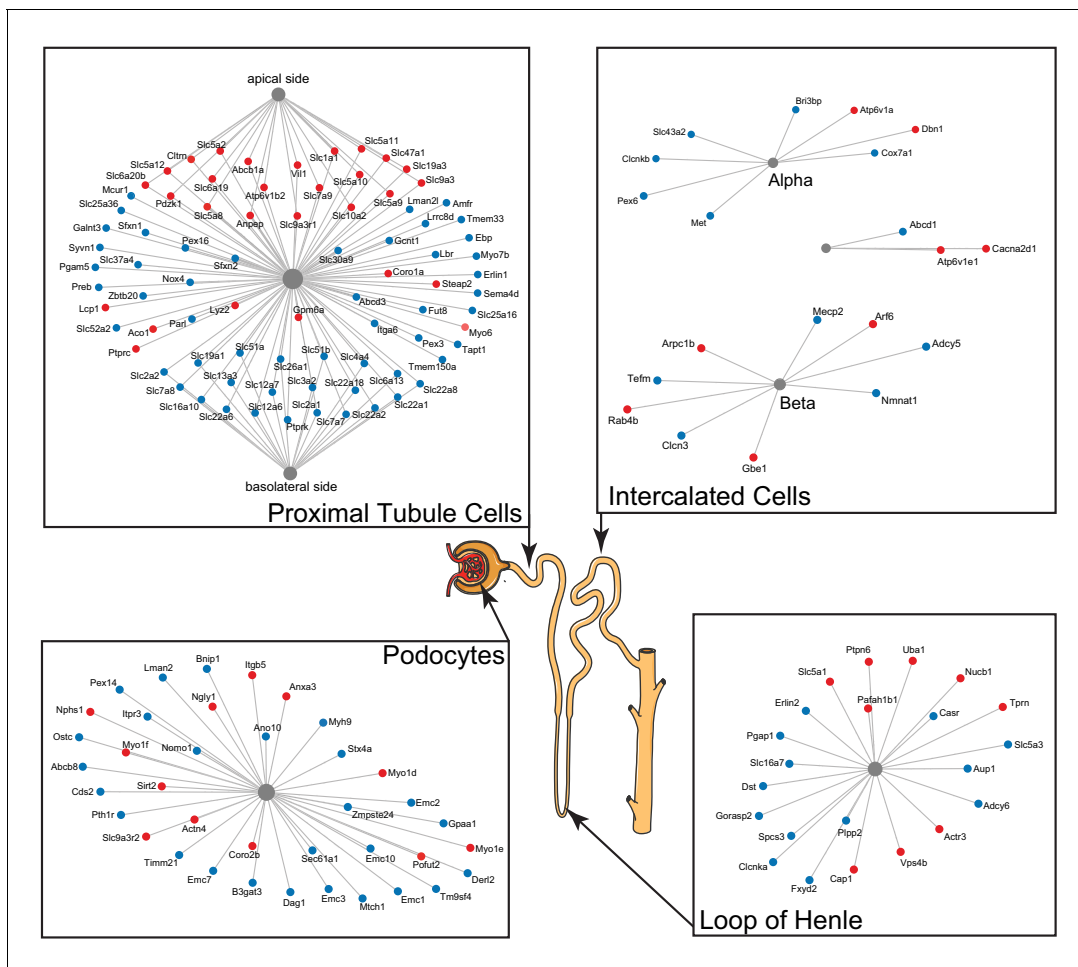 apical side
Slc5a11
Slc5a2
Cltrn
Slc1a1
Slc47a1
Slc5a12
Abcb1a
Vil1
Slc19a3
Slc6a20b
Slc6a19
Atp6v1b2
Slc7a9
Slc5a10
Slc9a3
Mcur1
Pdzk1
Slc5a9
Lman2l
Amfr
Slc25a36
Slc5a8
Anpep
Slc9a3r1
Slc10a2
Lrrc8d
Tmem33
Galnt3
Sfxn1
Gcnt1
Ebp
Syvn1
Pex16
Slc30a9
Lbr
Myo7b
Pgam5
Slc37a4
Sfxn2
Coro1a
Erlin1
Preb
Nox4
Steap2
Sema4d
Zbtb20
Abcd3
Lcp1
Lyz2
Gpm6a
Fut8
Slc25a16
Slc52a2
Aco1
Parl
Itga6
Myo6
Ptprc
Pex3
Tapt1
Slc19a1
Slc51a
Slc51b
Slc4a4
Tmem150a
Slc2a2
Slc13a3
Slc26a1
Slc6a13
Slc7a8
Slc12a7
Slc3a2
Slc22a18
Slc22a8
Slc16a10
Slc22a6
Slc12a6
Slc2a1
Slc22a2
Slc22a1
Ptprk
Slc7a7
basolateral side
Proximal Tubule Cells
Bri3bp
Atp6v1a
Slc43a2
Dbn1
Clcnkb
Cox7a1
Alpha
Pex6
Met
Abcd1
Cacna2d1
Atp6v1e1
Mecp2
Arf6
Arpc1b
Adcy5
Tefm
Beta
Nmnat1
Rab4b
Clcn3
Gbe1
Intercalated Cells
Podocytes
Bnip1
Itgb5
Lman2
Pex14
Ngly1
Anxa3
Nphs1
Itpr3
Ano10
Myh9
Ostc
Myo1f
Nomo1
Stx4a
Abcb8
Myo1d
Cds2
Sirt2
Emc2
Pth1r
Zmpste24
Gpaa1
Slc9a3r2
Actn4
Coro2b
Sec61a1
Emc10
Myo1e
Timm21
Pofut2
Emc7
Derl2
B3gat3
Dag1
Emc3
Mtch1
Emc1
Tm9sf4
Ptpn6
Uba1
Slc5a1
Nucb1
Erlin2
Pafah1b1
Casr
Tprn
Pgap1
Slc5a3
Slc16a7
Aup1
Dst
Adcy6
Gorasp2
Spcs3
Plpp2
Actr3
Clcnka
Vps4b
Cap1
Fxyd2
Loop of Henle